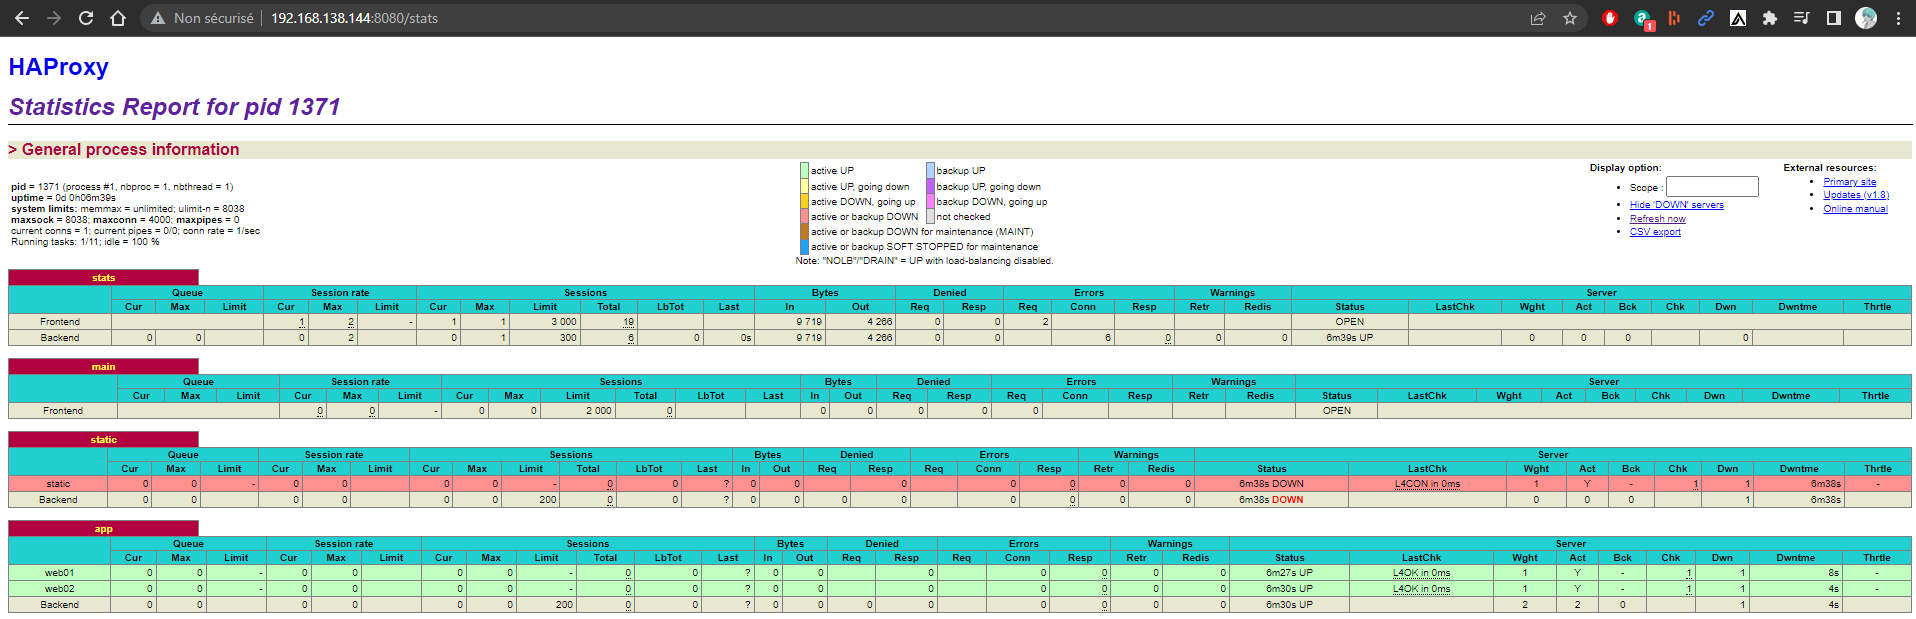 Non sécurisé 192.168.138.144:8080/stats
1
HAProxy
Statistics Report for pid 1371
> General process information
pid = 1371 (process #1, nbproc = 1, nbthread = 1)
uptime = 0d 0h06m39s
system limits: memmax = unlimited; ulimit-n = 8038
maxsock = 8038; maxconn = 4000; maxpipes = 0
current conns = 1; current pipes = 0/0; conn rate = 1/sec
Running tasks: 1/11; idle = 100 %
active UP backup UP
active UP, going down backup UP, going down
active DOWN, going up backup DOWN, going up
active or backup DOWN not checked
active or backup DOWN for maintenance (MAINT)
active or backup SOFT STOPPED for maintenance
Note: "NOLB"/"DRAIN" = UP with load-balancing disabled.
Display option:
Scope :
Hide 'DOWN' servers
Refresh now
CSV export
External resources:
Primary site
Updates (v1.8)
Online manual
stats
Queue Session rate Sessions Bytes Denied Errors Warnings Server
Cur Max Limit Cur Max Limit Cur Max Limit Total LbTot Last In Out Req Resp Req Conn Resp Retr Redis Status LastChk Wght Act Bck Chk Dwn Dwntme Thrtle
Frontend 1 2 - 1 1 3 000 19 9 719 4 266 0 0 2 OPEN
Backend 0 0 0 2 0 1 300 6 0 0s 9 719 4 266 0 0 6 0 0 0 6m39s UP 0 0 0 0
main
Queue Session rate Sessions Bytes Denied Errors Warnings Server
Cur Max Limit Cur Max Limit Cur Max Limit Total LbTot Last In Out Req Resp Req Conn Resp Retr Redis Status LastChk Wght Act Bck Chk Dwn Dwntme Thrtle
Frontend 0 0 - 0 0 2 000 0 0 0 0 0 0 OPEN
static
Queue Session rate Sessions Bytes Denied Errors Warnings Server
Cur Max Limit Cur Max Limit Cur Max Limit Total LbTot Last In Out Req Resp Req Conn Resp Retr Redis Status LastChk Wght Act Bck Chk Dwn Dwntme Thrtle
static 0 0 - 0 0 0 0 - 0 0 ? 0 0 0 0 0 0 0 6m38s DOWN L4CON in 0ms 1 Y - 1 1 6m38s -
Backend 0 0 0 0 0 0 200 0 0 ? 0 0 0 0 0 0 0 0 6m38s DOWN 0 0 0 1 6m38s
app
Queue Session rate Sessions Bytes Denied Errors Warnings Server
Cur Max Limit Cur Max Limit Cur Max Limit Total LbTot Last In Out Req Resp Req Conn Resp Retr Redis Status LastChk Wght Act Bck Chk Dwn Dwntme Thrtle
web01 0 0 - 0 0 0 0 - 0 0 ? 0 0 0 0 0 0 0 6m27s UP L4OK in 0ms 1 Y - 1 1 8s -
web02 0 0 - 0 0 0 0 - 0 0 ? 0 0 0 0 0 0 0 6m30s UP L4OK in 0ms 1 Y - 1 1 4s -
Backend 0 0 0 0 0 0 200 0 0 ? 0 0 0 0 0 0 0 0 6m30s UP 2 2 0 1 4s